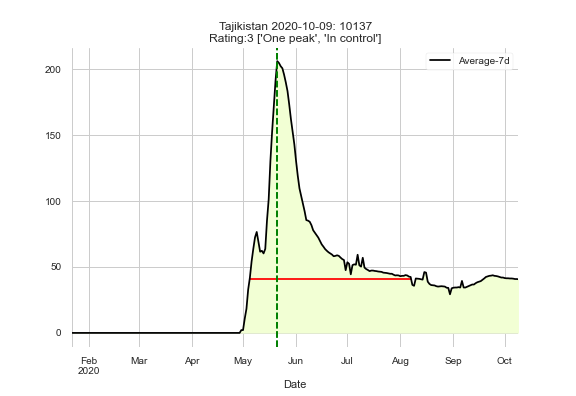 Tajikistan 2020-10-09: 10137
Rating:3 ['One peak', 'In control']
Average-7d
200
150
100
50
0
Feb Mar Apr May Jun Jul Aug Sep Oct
2020
Date